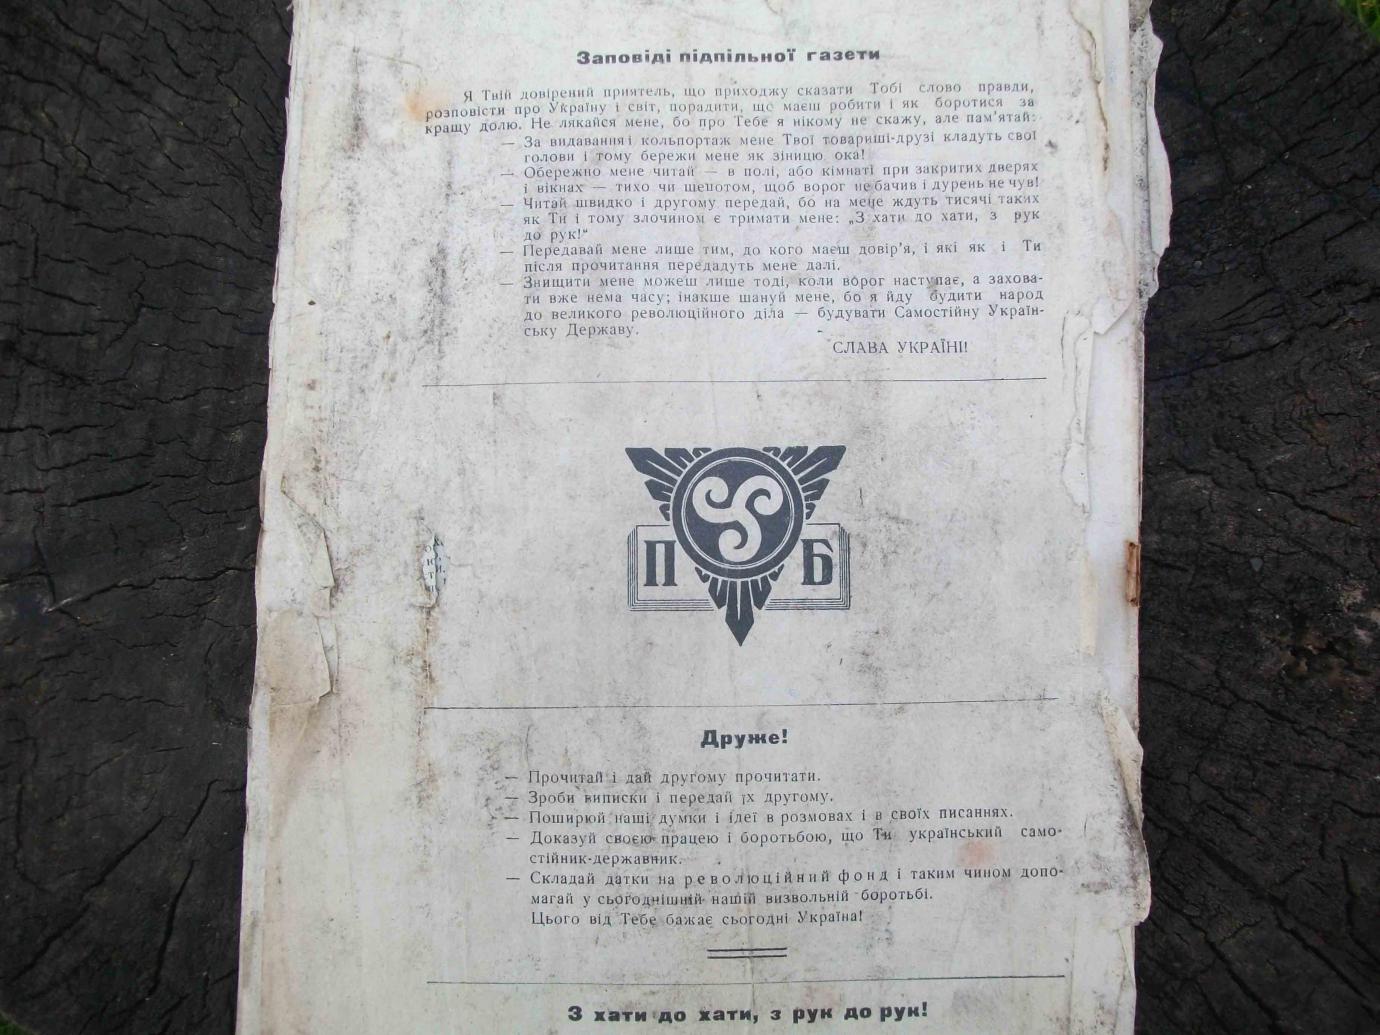 Заповіді підпільної газети
Я Твій довірений приятель, що приходжу сказати Тобі слово правди,
розповісти про Україну і світ, порадити, що маєш робити і як боротися за
кращу долю. Не лякайся мене, бо про Тебе я нікому не скажу, але пам'ятай:
— За видавання і кольпортаж мене Твої товариші-друзі кладуть свої
голови і тому бережи мене як зіницю ока!
— Обережно мене читай — в полі, або кімнаті при закритих дверях
і вікнах — тихо чи шепотом, щоб ворог не бачив і дурень не чув!
— Читай швидко і другому передай, бо на мене ждуть тисячі таких
як Ти і тому злочином є тримати мене: „З хати до хати, з рук
до рук!“
— Передавай мене лише тим, до кого маєш довір'я, і які як і Ти
після прочитання передадуть мене далі.
— Знищити мене можеш лише тоді, коли ворог наступає, а захова-
ти вже нема часу; інакше шануй мене, бо я йду будити народ
до великого революційного діла — будувати Самостійну Україн-
ську Державу.
СЛАВА УКРАЇНІ!
П Б
Друже!
— Прочитай і дай другому прочитати.
— Зроби виписки і передай їх другому.
— Поширюй наші думки і ідеї в розмовах і в своїх писаннях.
— Доказуй своєю працею і боротьбою, що Ти український само-
стійник-державник.
— Складай датки на революційний фонд і таким чином допо-
магай у сьогоднішній нашій визвольній боротьбі.
Цього від Тебе бажає сьогодні Україна!
З хати до хати, з рук до рук!